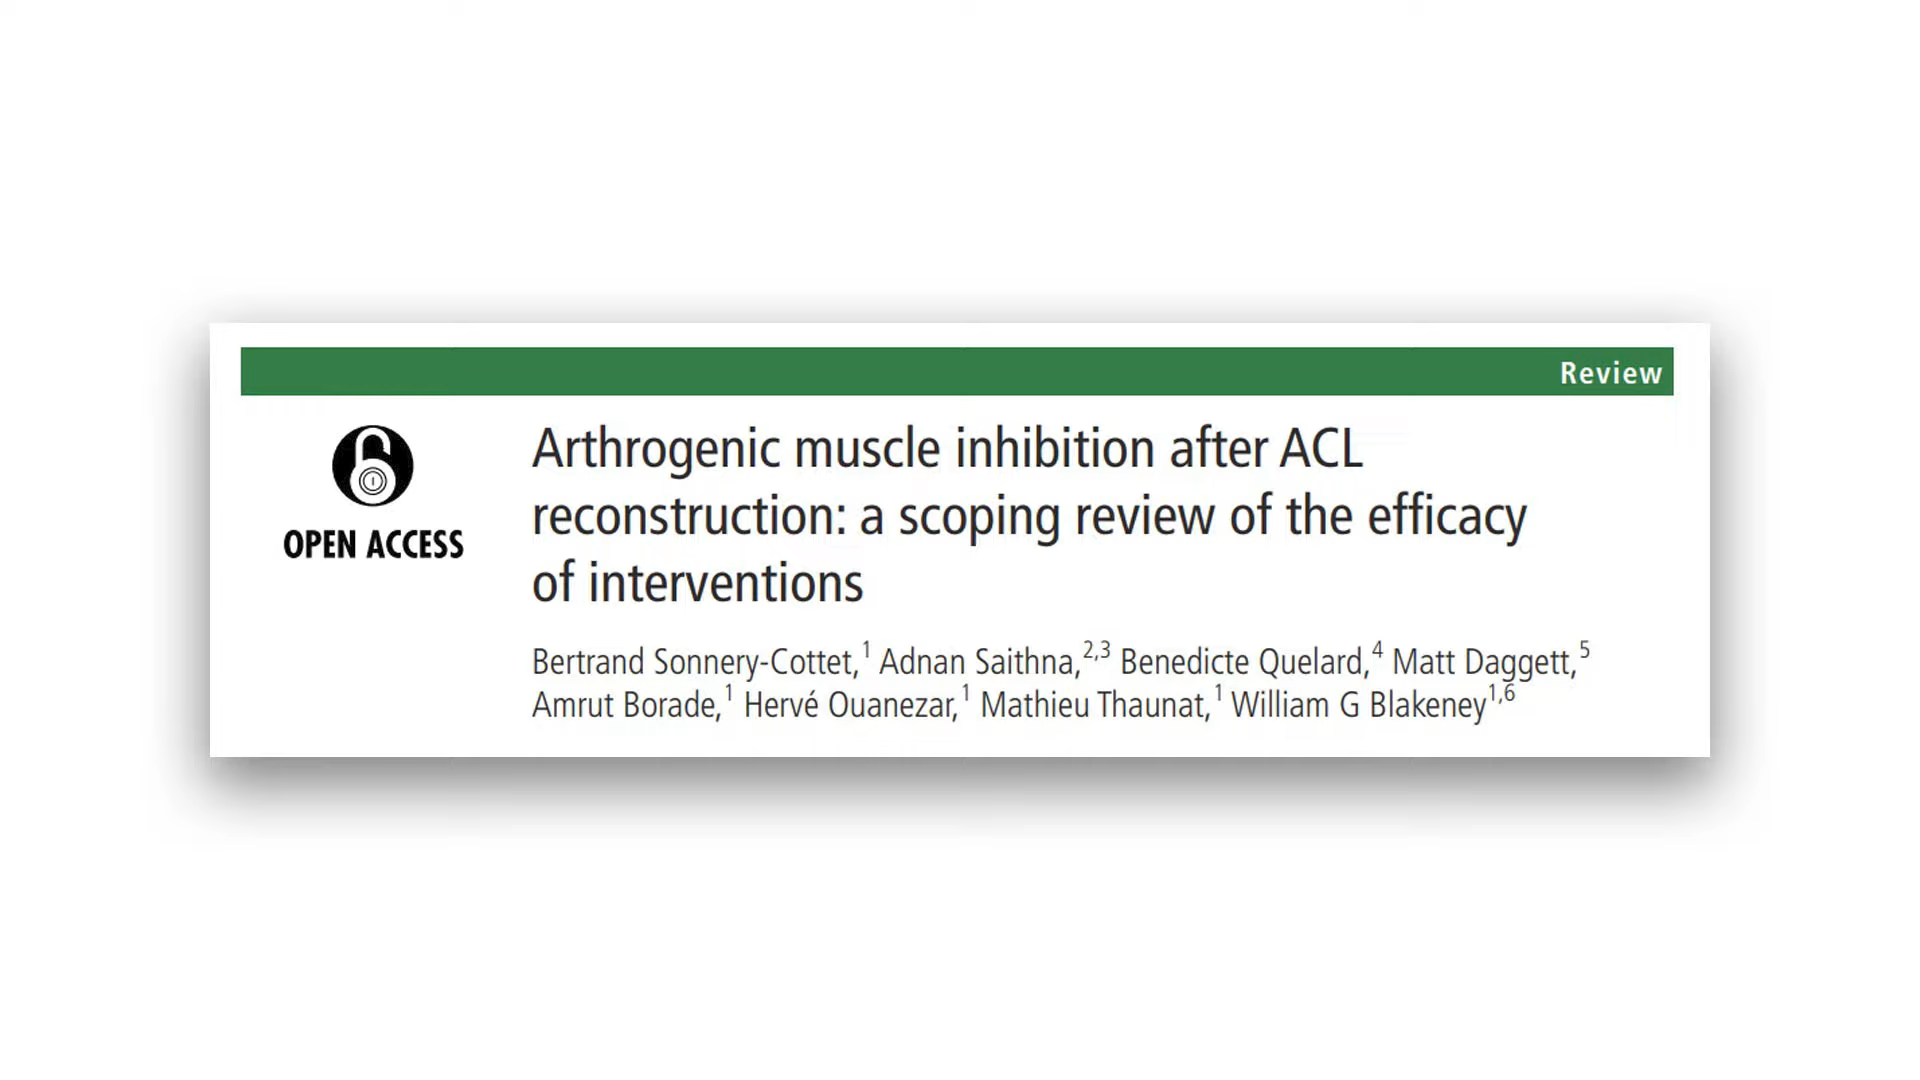 Review
OPEN ACCESS
Arthrogenic muscle inhibition after ACL
reconstruction: a scoping review of the efficacy
of interventions
Bertrand Sonnery-Cottet,1 Adnan Saithna,2,3 Benedicte Quelard,4 Matt Daggett,5
Amrut Borade,1 Hervé Ouanezar,1 Mathieu Thaunat,1 William G Blakeney1,6